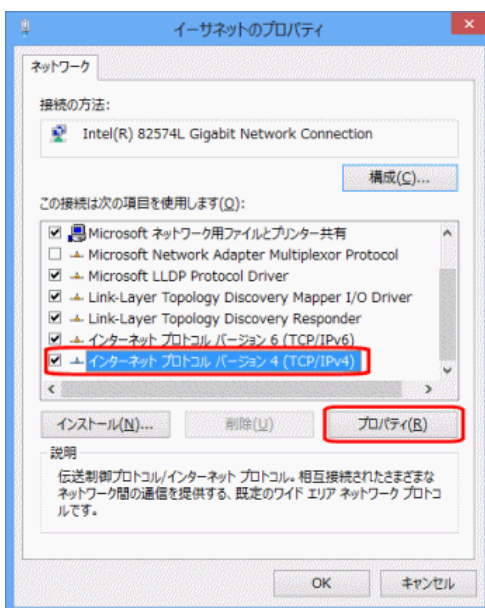 イーサネットのプロパティ
ネットワーク
接続の方法:
Intel(R) 82574L Gigabit Network Connection
構成(C)...
この接続は次の項目を使用します(O):
Microsoft ネットワーク用ファイルとプリンター共有
Microsoft Network Adapter Multiplexor Protocol
Microsoft LLDP Protocol Driver
Link-Layer Topology Discovery Mapper I/O Driver
Link-Layer Topology Discovery Responder
インターネット プロトコル バージョン 6 (TCP/IPv6)
インターネット プロトコル バージョン 4 (TCP/IPv4)
インストール(N)...
削除(U)
プロパティ(R)
説明
伝送制御プロトコル/インターネット プロトコル。相互接続されたさまざまな
ネットワーク間の通信を提供する、既定のワイド エリア ネットワーク プロトコ
ルです。
OK
キャンセル